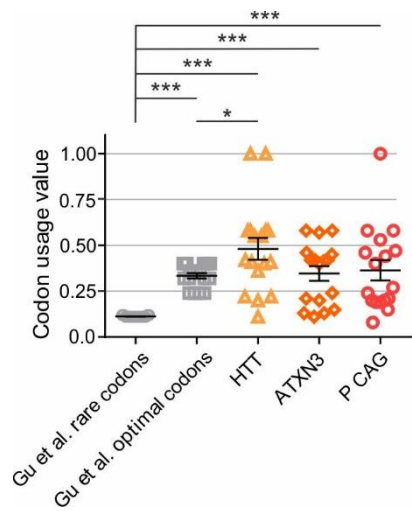 ***
***
***
***
*
1.00
0.75
0.50
0.25
0.0
Codon usage value
Gu et al. rare codons
Gu et al. optimal codons
HTT
ATXN3
P CAG